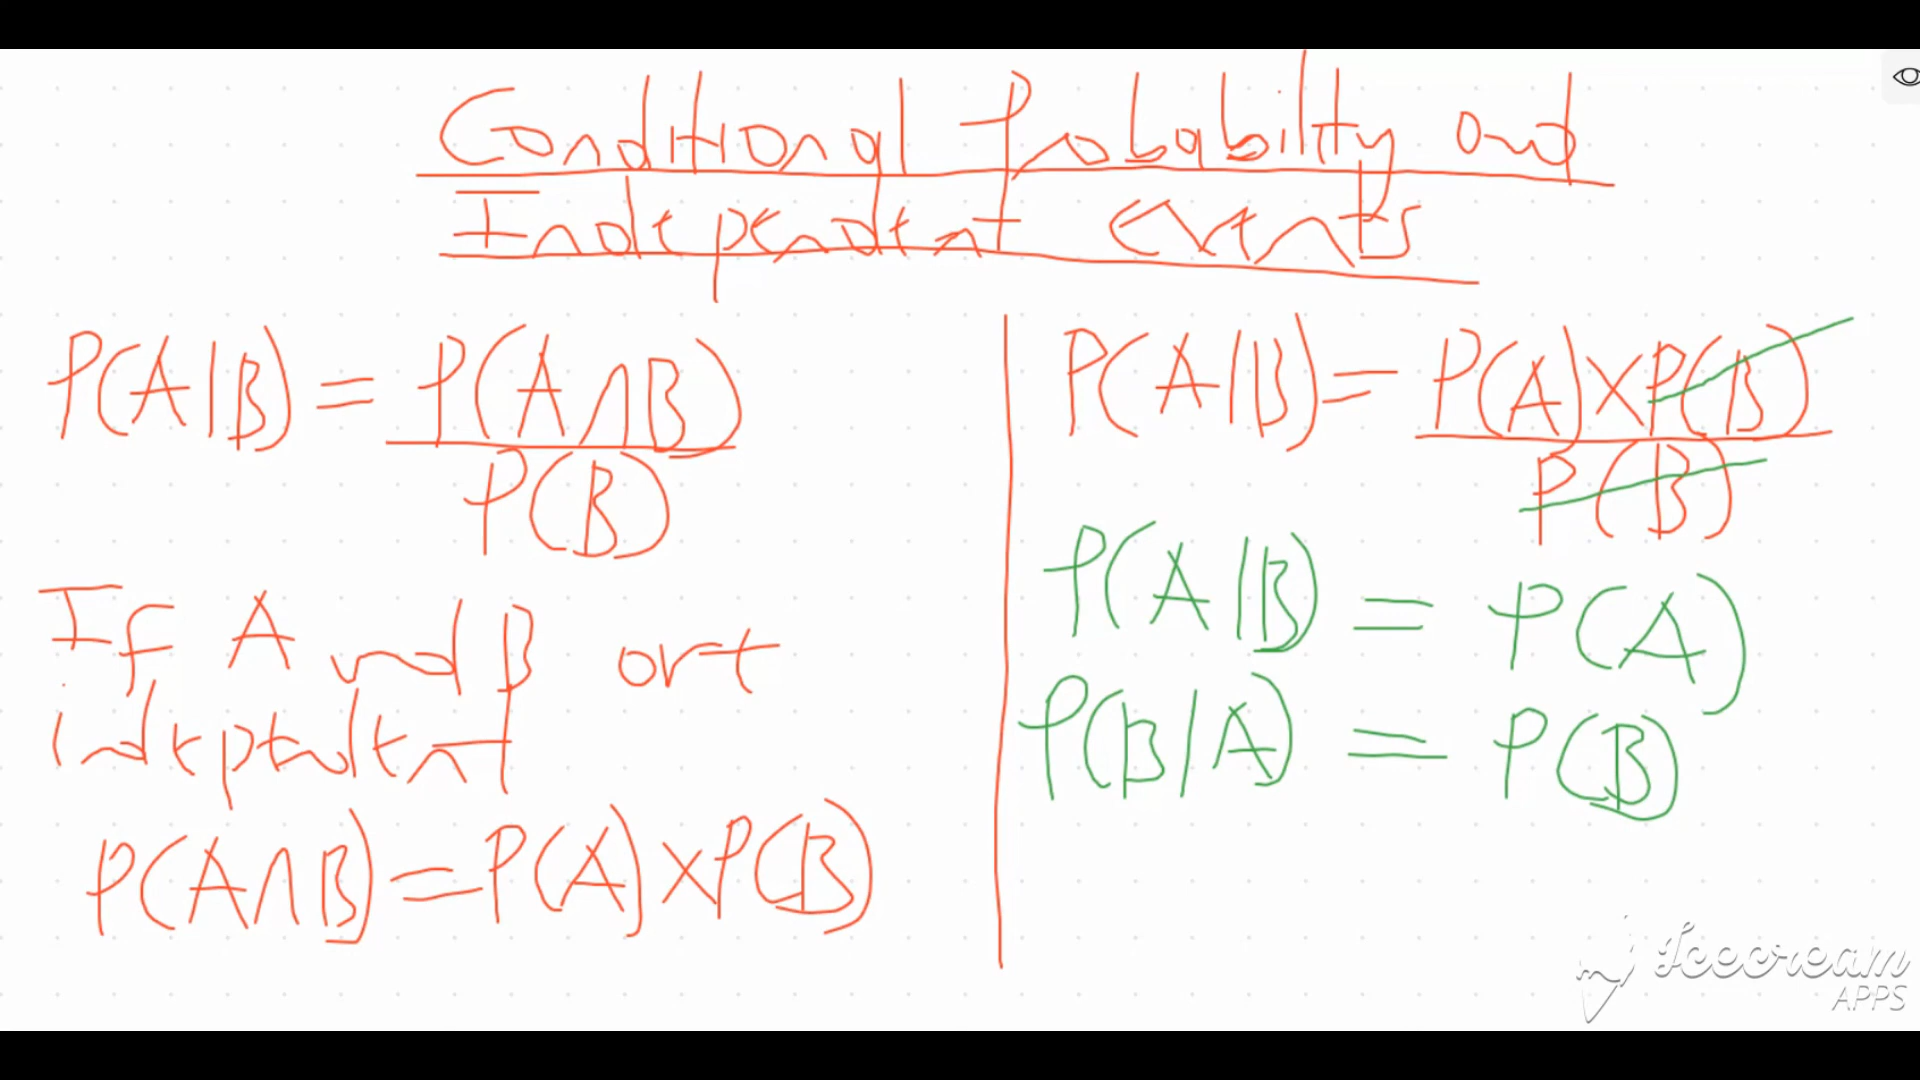 Conditional Probability and
Independent events
P(A|B) = P(A∩B)
P(B)
If A and B are
independent
P(A∩B) = P(A) X P(B)
P(A|B) = P(A) X P(B)
P(B)
P(A|B) = P(A)
P(B/A) = P(B)
Icecream
APPS